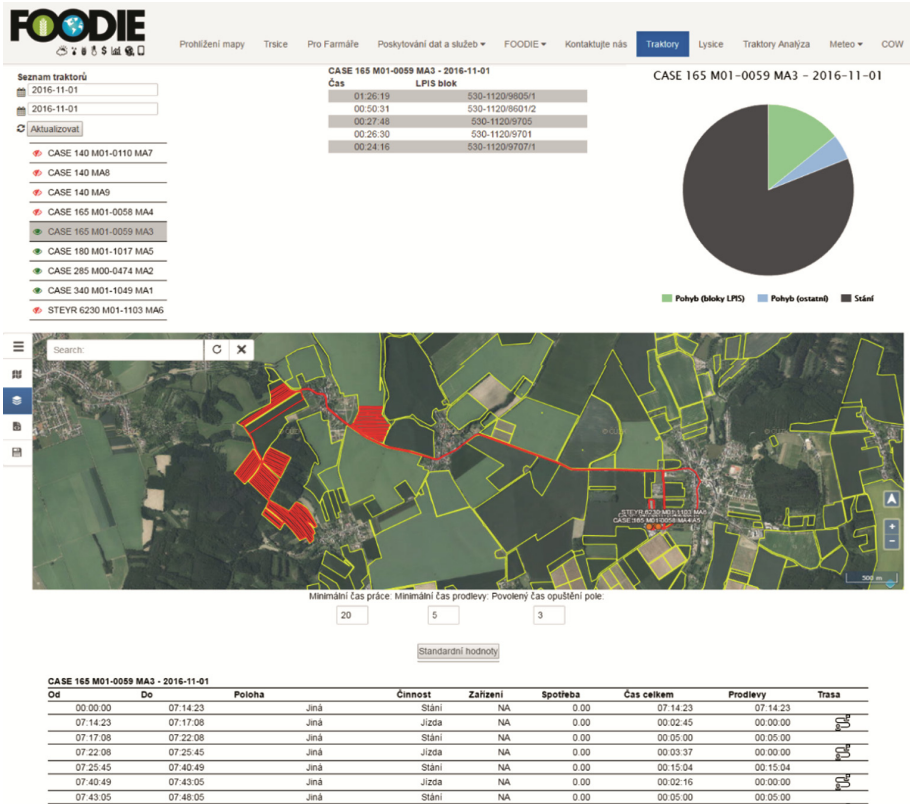 FOODIE
Prohlížení mapy Trsice Pro Farmáře Poskytování dat a služeb FOODIE Kontaktujte nás Traktory Lysice Traktory Analýza Meteo COW
Seznam traktorů
2016-11-01
2016-11-01
Aktualizovat
CASE 140 M01-0110 MA7
CASE 140 MA8
CASE 140 MA9
CASE 165 M01-0058 MA4
CASE 165 M01-0059 MA3
CASE 180 M01-1017 MA5
CASE 285 M00-0474 MA2
CASE 340 M01-1049 MA1
STEYR 6230 M01-1103 MA6
CASE 165 M01-0059 MA3 - 2016-11-01
Čas LPIS blok
01:26:19 530-1120/9805/1
00:50:31 530-1120/8601/2
00:27:48 530-1120/9705
00:26:30 530-1120/9701
00:24:16 530-1120/9707/1
CASE 165 M01-0059 MA3 - 2016-11-01
Pohyb (bloky LPIS) Pohyb (ostatní) Stání
Search:
STEYR 6230 M01-1103 MA6
500 m
Minimální čas práce: Minimální čas prodlevy: Povolený čas opuštění pole:
20 5 3
Standardní hodnoty
CASE 165 M01-0059 MA3 - 2016-11-01
Od Do Poloha Činnost Zařízení Spotřeba Čas celkem Prodlevy Trasa
00:00:00 07:14:23 Jiná Stání NA 0.00 07:14:23 07:14:23
07:14:23 07:17:08 Jiná Jízda NA 0.00 00:02:45 00:00:00
07:17:08 07:22:08 Jiná Stání NA 0.00 00:05:00 00:05:00
07:22:08 07:25:45 Jiná Jízda NA 0.00 00:03:37 00:00:00
07:25:45 07:40:49 Jiná Stání NA 0.00 00:15:04 00:15:04
07:40:49 07:43:05 Jiná Jízda NA 0.00 00:02:16 00:00:00
07:43:05 07:48:05 Jiná Stání NA 0.00 00:05:00 00:05:00